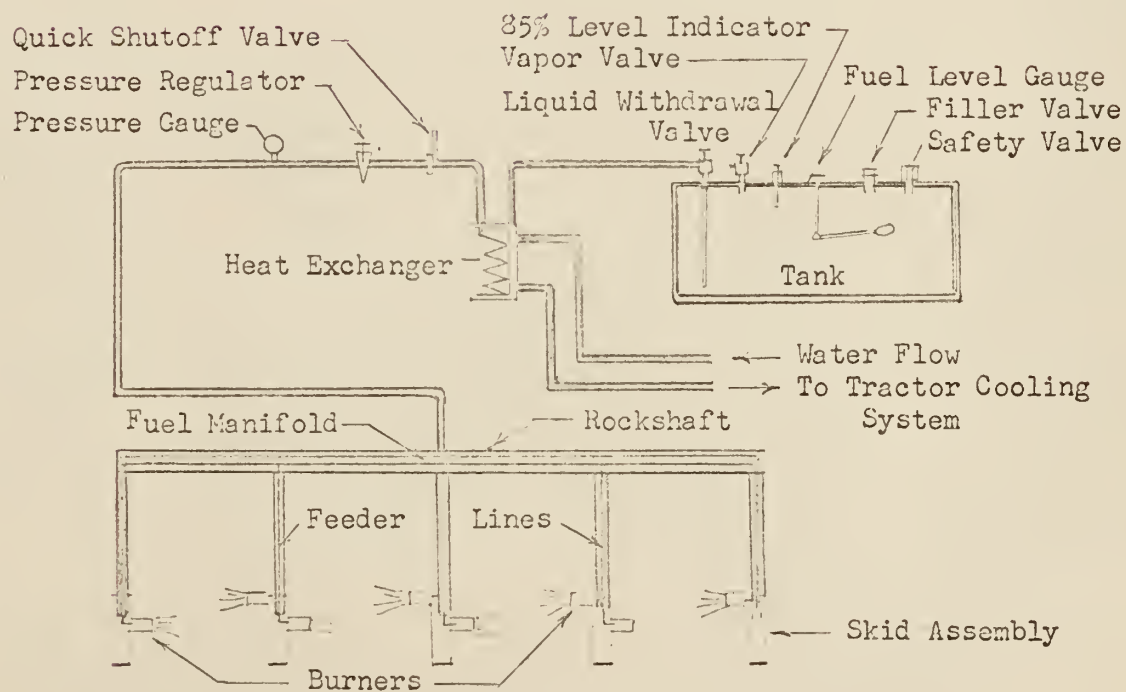 Quick Shutoff Valve
Pressure Regulator
Pressure Gauge
85% Level Indicator
Vapor Valve
Liquid Withdrawal
Valve
Fuel Level Gauge
Filler Valve
Safety Valve
Heat Exchanger
Tank
Water Flow
To Tractor Cooling
System
Fuel Manifold
Rockshaft
Feeder
Lines
Skid Assembly
Burners